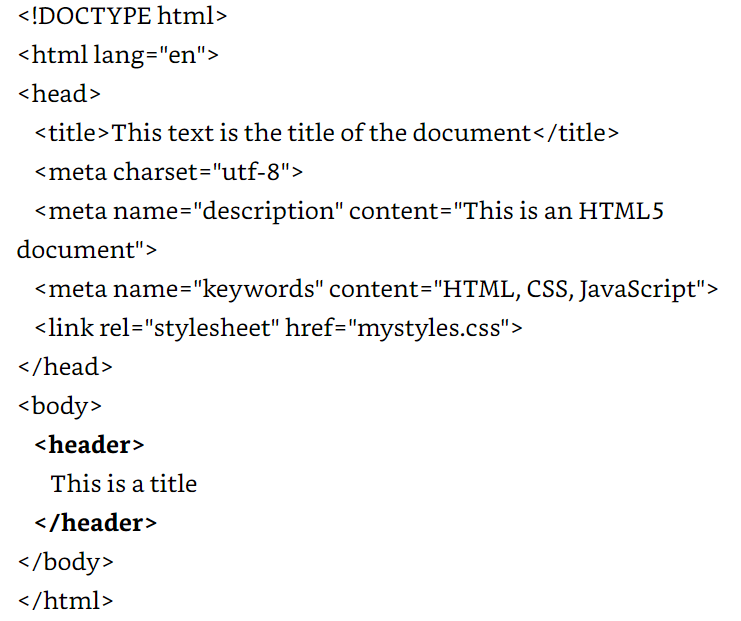 <!DOCTYPE html>
<html lang="en">
<head>
<title>This text is the title of the document</title>
<meta charset="utf-8">
<meta name="description" content="This is an HTML5
document">
<meta name="keywords" content="HTML, CSS, JavaScript">
<link rel="stylesheet" href="mystyles.css">
</head>
<body>
<header>
This is a title
</header>
</body>
</html>